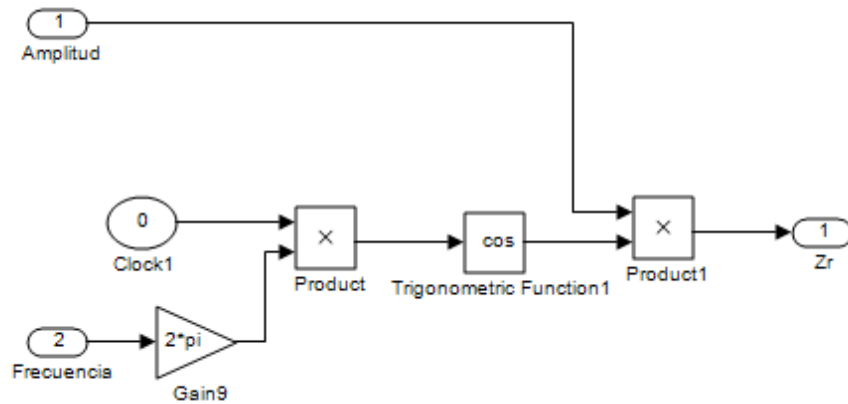 1
Amplitud
0
Clock1
×
Product
cos
Trigonometric Function1
×
Product1
1
Zr
2
Frecuencia
2*pi
Gain9